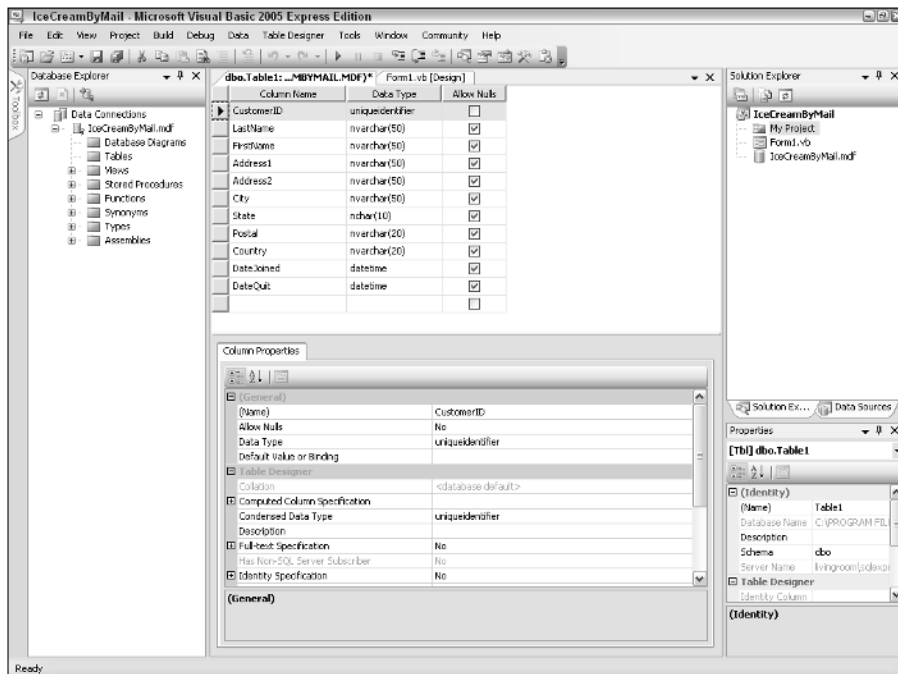 IceCreamByMail - Microsoft Visual Basic 2005 Express Edition
File Edit View Project Build Debug Data Table Designer Tools Window Community Help
Toolbox
Database Explorer
Data Connections
IceCreamByMail.mdf
Database Diagrams
Tables
Views
Stored Procedures
Functions
Synonyms
Types
Assemblies
dbo.Table1: ...MBYMAIL.MDF)* Form1.vb [Design]
Column Name Data Type Allow Nulls
CustomerID uniqueidentifier
LastName nvarchar(50)
FirstName nvarchar(50)
Address1 nvarchar(50)
Address2 nvarchar(50)
City nvarchar(50)
State nchar(10)
Postal nvarchar(20)
Country nvarchar(20)
DateJoined datetime
DateQuit datetime
Column Properties
(General)
(Name) CustomerID
Allow Nulls No
Data Type uniqueidentifier
Default Value or Binding
Table Designer
Collation <database default>
Computed Column Specification
Condensed Data Type uniqueidentifier
Description
Full-text Specification No
Has Non-SQL Server Subscriber No
Identity Specification No
(General)
Solution Explorer
IceCreamByMail
My Project
Form1.vb
IceCreamByMail.mdf
Solution Ex... Data Sources
Properties
[Tbl] dbo.Table1
(Identity)
(Name) Table1
Database Name C:\PROGRAM FIL
Description
Schema dbo
Server Name livingroom\sqlexpr
Table Designer
Identity Column
(Identity)
Ready